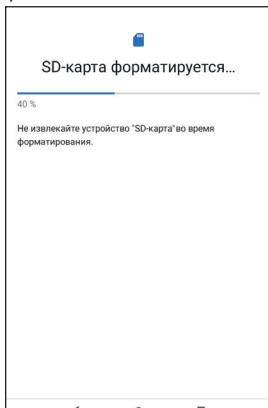 SD-карта форматируется...
40 %
Не извлекайте устройство "SD-карта"во время
форматирования.